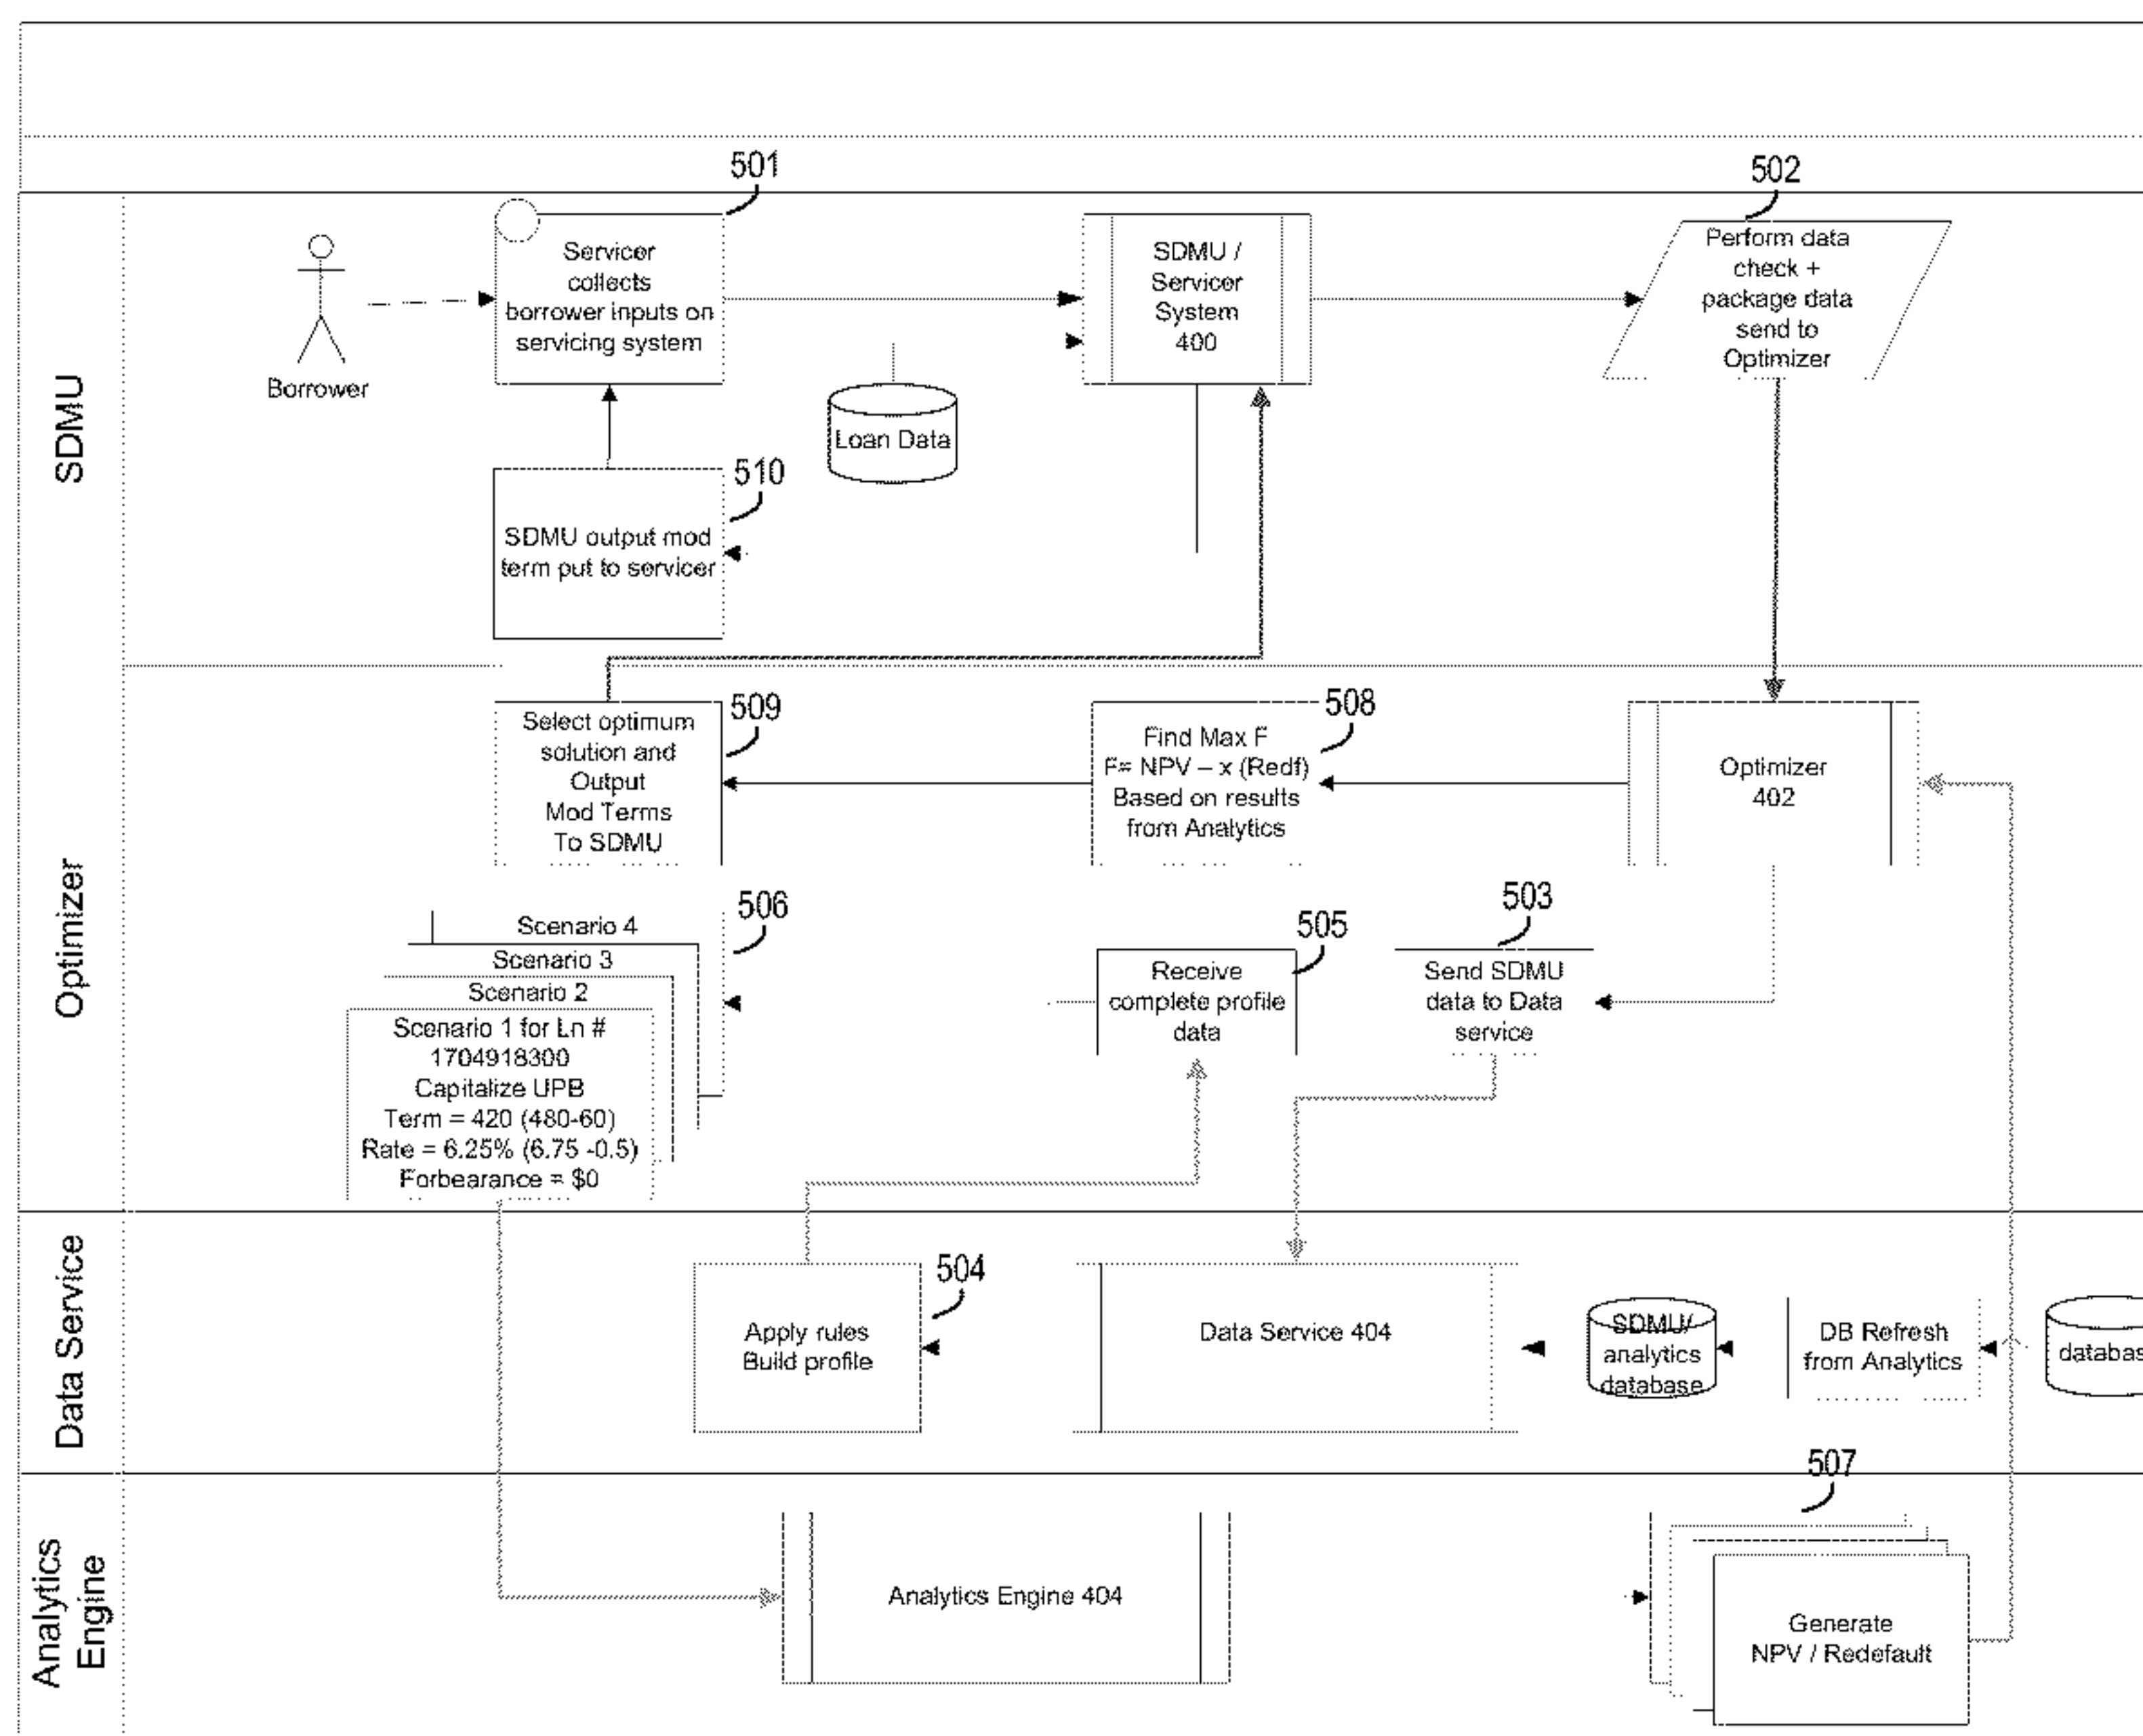 501
502
SDMU
Borrower
Servicer
collects
borrower inputs on
servicing system
SDMU /
Servicer
System
400
Perform data
check +
package data
send to
Optimizer
Loan Data
510
SDMU output mod
term put to servicer
Optimizer
509
Select optimum
solution and
Output
Mod Terms
To SDMU
508
Find Max F
F= NPV – x (Redf)
Based on results
from Analytics
Optimizer
402
506
Scenario 4
Scenario 3
Scenario 2
Scenario 1 for Ln #
1704918300
Capitalize UPB
Term = 420 (480-60)
Rate = 6.25% (6.75 -0.5)
Forbearance = $0
505
Receive
complete profile
data
503
Send SDMU
data to Data
service
Data Service
504
Apply rules
Build profile
Data Service 404
SDMU/
analytics
database
DB Refresh
from Analytics
databas
Analytics
Engine
Analytics Engine 404
507
Generate
NPV / Redefault